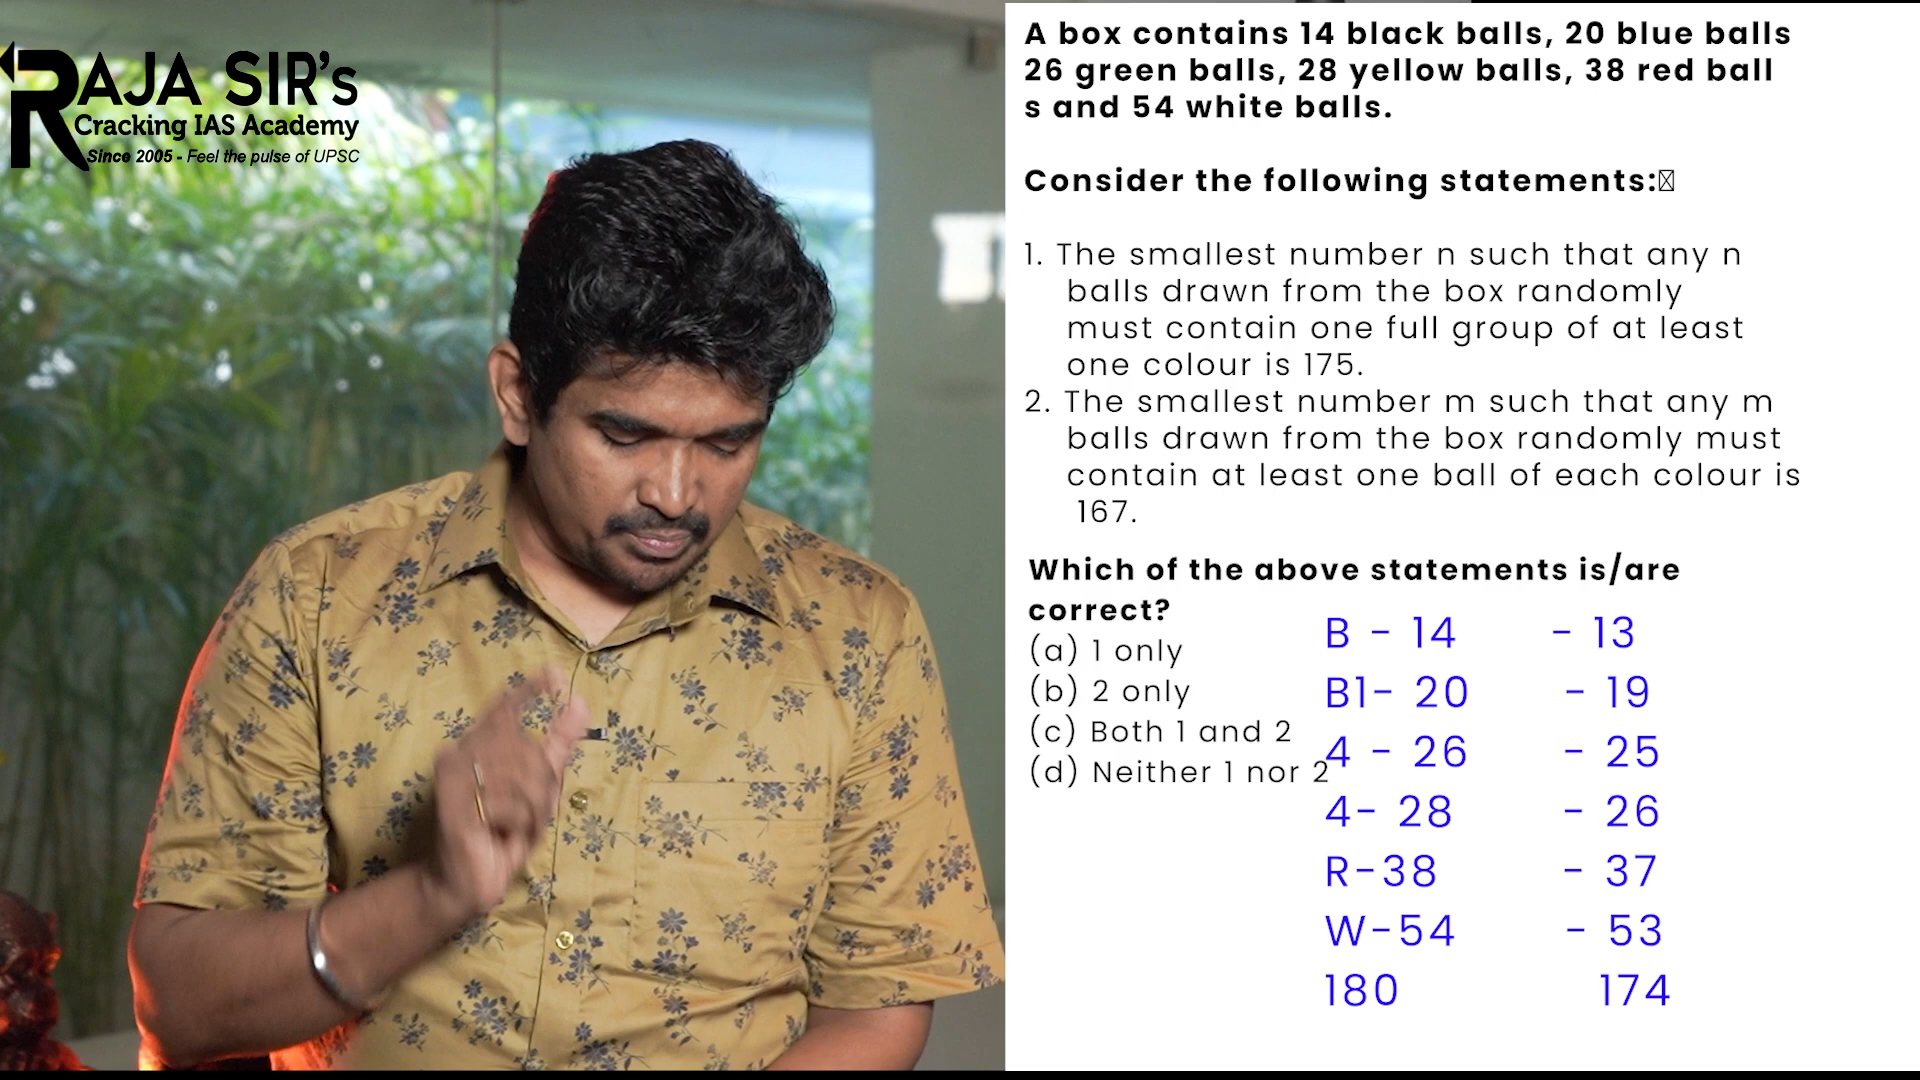 RAJA SIR's
Cracking IAS Academy
Since 2005 - Feel the pulse of UPSC
A box contains 14 black balls, 20 blue balls
26 green balls, 28 yellow balls, 38 red ball
s and 54 white balls.
Consider the following statements:
1. The smallest number n such that any n
balls drawn from the box randomly
must contain one full group of at least
one colour is 175.
2. The smallest number m such that any m
balls drawn from the box randomly must
contain at least one ball of each colour is
167.
Which of the above statements is/are
correct?
(a) 1 only
(b) 2 only
(c) Both 1 and 2
(d) Neither 1 nor 2
B - 14 - 13
B1- 20 - 19
4 - 26 - 25
4- 28 - 26
R-38 - 37
W-54 - 53
180 174